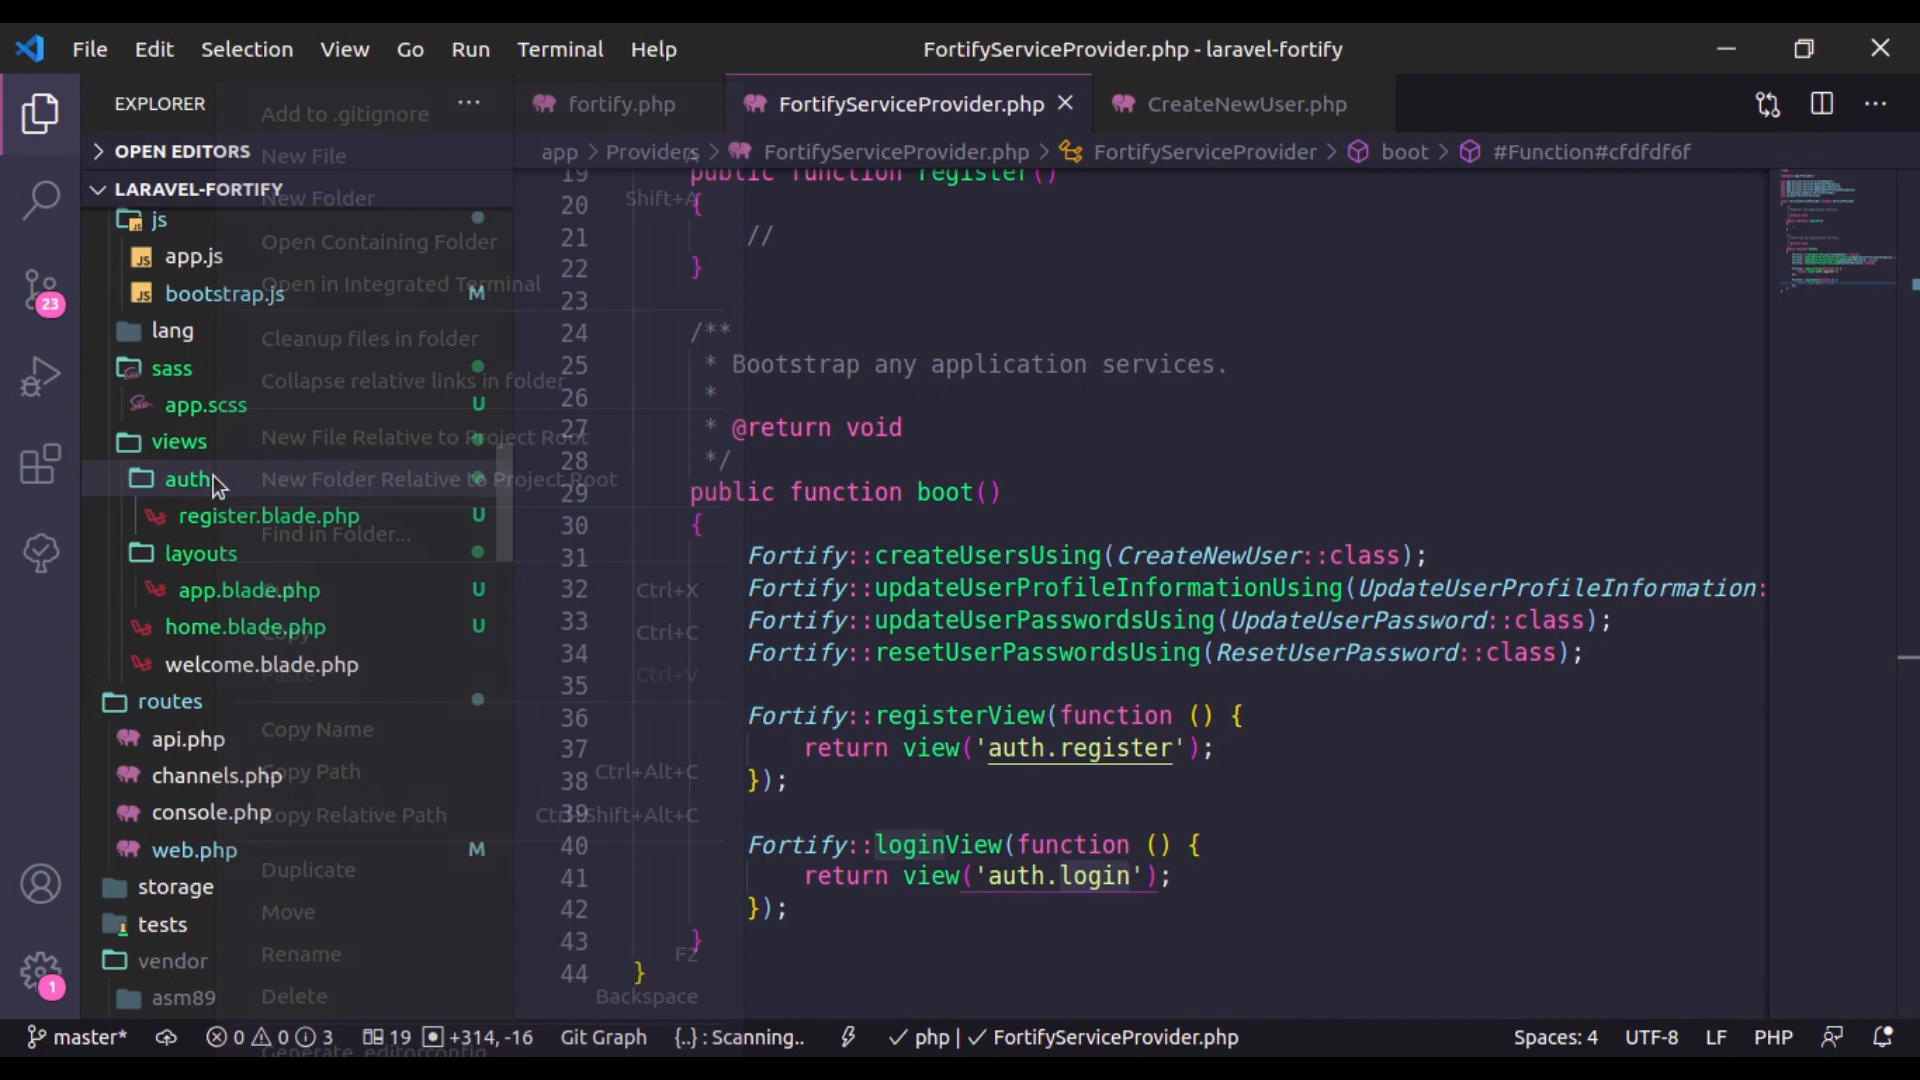 File Edit Selection View Go Run Terminal Help
FortifyServiceProvider.php - laravel-fortify
EXPLORER
fortify.php
FortifyServiceProvider.php
CreateNewUser.php
OPEN EDITORS
LARAVEL-FORTIFY
app > Providers > FortifyServiceProvider.php > FortifyServiceProvider > boot > #Function#cfdfdf6f
js
app.js
bootstrap.js M
lang
sass
app.scss U
views
auth
register.blade.php U
layouts
app.blade.php U
home.blade.php U
welcome.blade.php
routes
api.php
channels.php
console.php
web.php M
storage
tests
vendor
asm89
Add to .gitignore
New File
New Folder
Shift+A
Open Containing Folder
Open in Integrated Terminal
Cleanup files in folder
Collapse relative links in folder
New File Relative to Project Root
New Folder Relative to Project Root
Find in Folder...
Ctrl+X
Copy Ctrl+C
Paste Ctrl+V
Copy Name
Copy Path Ctrl+Alt+C
Copy Relative Path Ctrl+Shift+Alt+C
Duplicate
Move
Rename F2
Delete Backspace
Generate .editorconfig
23
1
19 public function register()
20 {
21 //
22 }
23
24 /**
25 * Bootstrap any application services.
26 *
27 * @return void
28 */
29 public function boot()
30 {
31 Fortify::createUsersUsing(CreateNewUser::class);
32 Fortify::updateUserProfileInformationUsing(UpdateUserProfileInformation:
33 Fortify::updateUserPasswordsUsing(UpdateUserPassword::class);
34 Fortify::resetUserPasswordsUsing(ResetUserPassword::class);
35
36 Fortify::registerView(function () {
37 return view('auth.register');
38 });
39
40 Fortify::loginView(function () {
41 return view('auth.login');
42 });
43 }
44 }
master* 0 0 3 19 +314, -16 Git Graph {..} : Scanning.. php | FortifyServiceProvider.php Spaces: 4 UTF-8 LF PHP